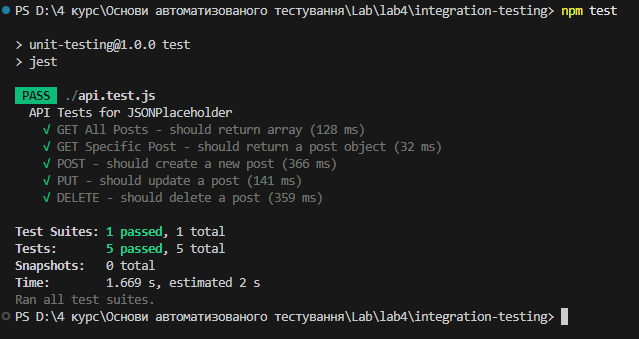 PS D:\4 курс\Основи автоматизованого тестування\Lab\lab4\integration-testing> npm test
> unit-testing@1.0.0 test
> jest
PASS ./api.test.js
API Tests for JSONPlaceholder
√ GET All Posts - should return array (128 ms)
√ GET Specific Post - should return a post object (32 ms)
√ POST - should create a new post (366 ms)
√ PUT - should update a post (141 ms)
√ DELETE - should delete a post (359 ms)
Test Suites: 1 passed, 1 total
Tests:       5 passed, 5 total
Snapshots:   0 total
Time:        1.669 s, estimated 2 s
Ran all test suites.
PS D:\4 курс\Основи автоматизованого тестування\Lab\lab4\integration-testing>